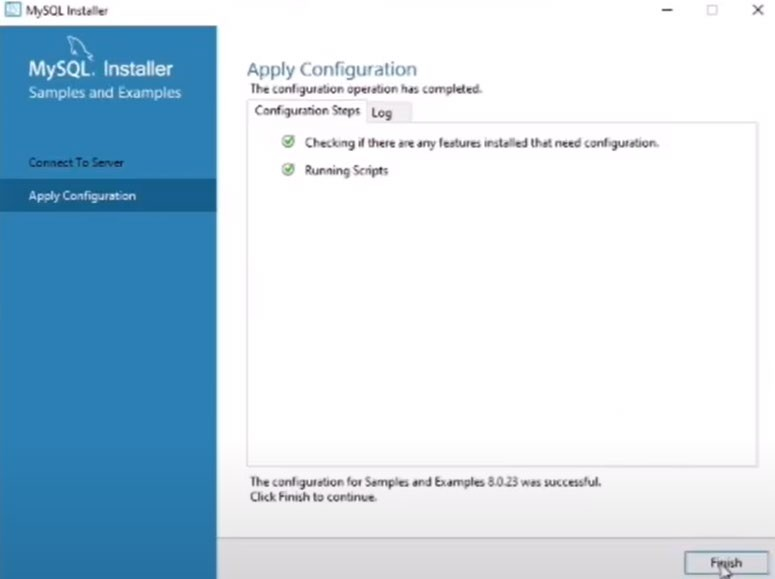 MySQL Installer
MySQL. Installer
Samples and Examples
Connect To Server
Apply Configuration
Apply Configuration
The configuration operation has completed.
Configuration Steps Log
Checking if there are any features installed that need configuration.
Running Scripts
The configuration for Samples and Examples 8.0.23 was successful.
Click Finish to continue.
Finish